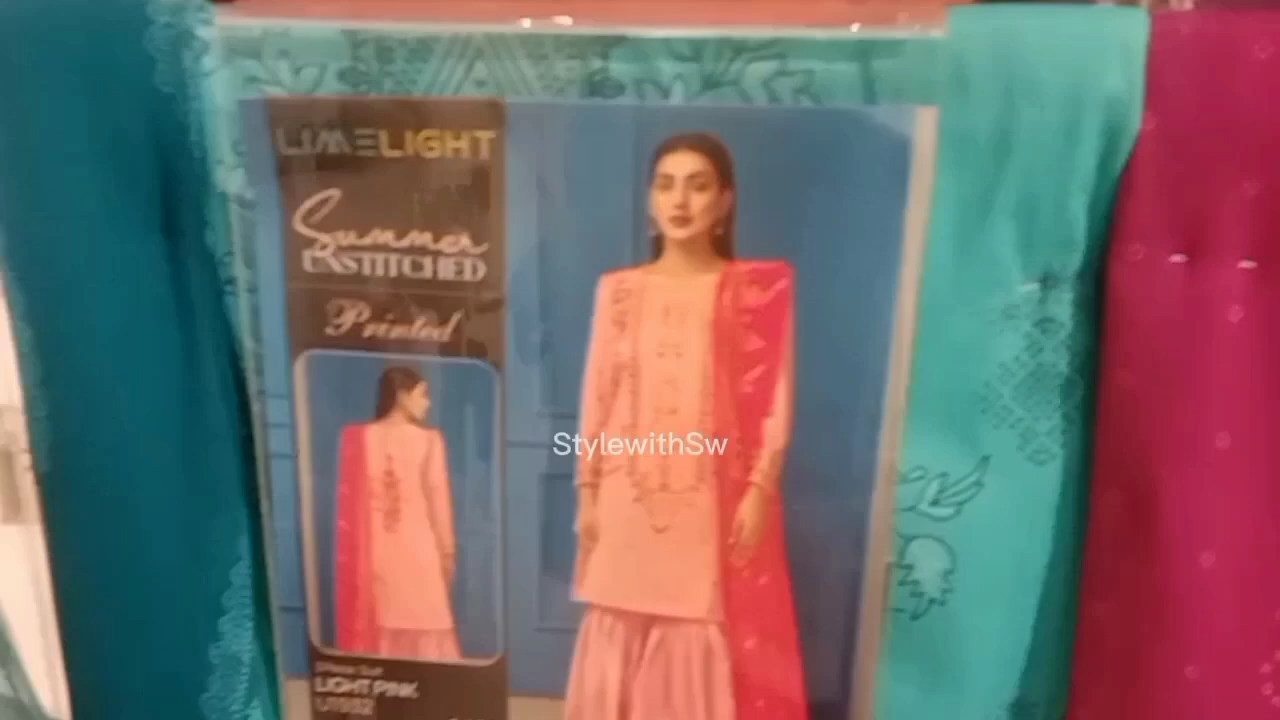 LIMELIGHT
Summer
UNSTITCHED
Printed
StylewithSw
LIGHT PINK